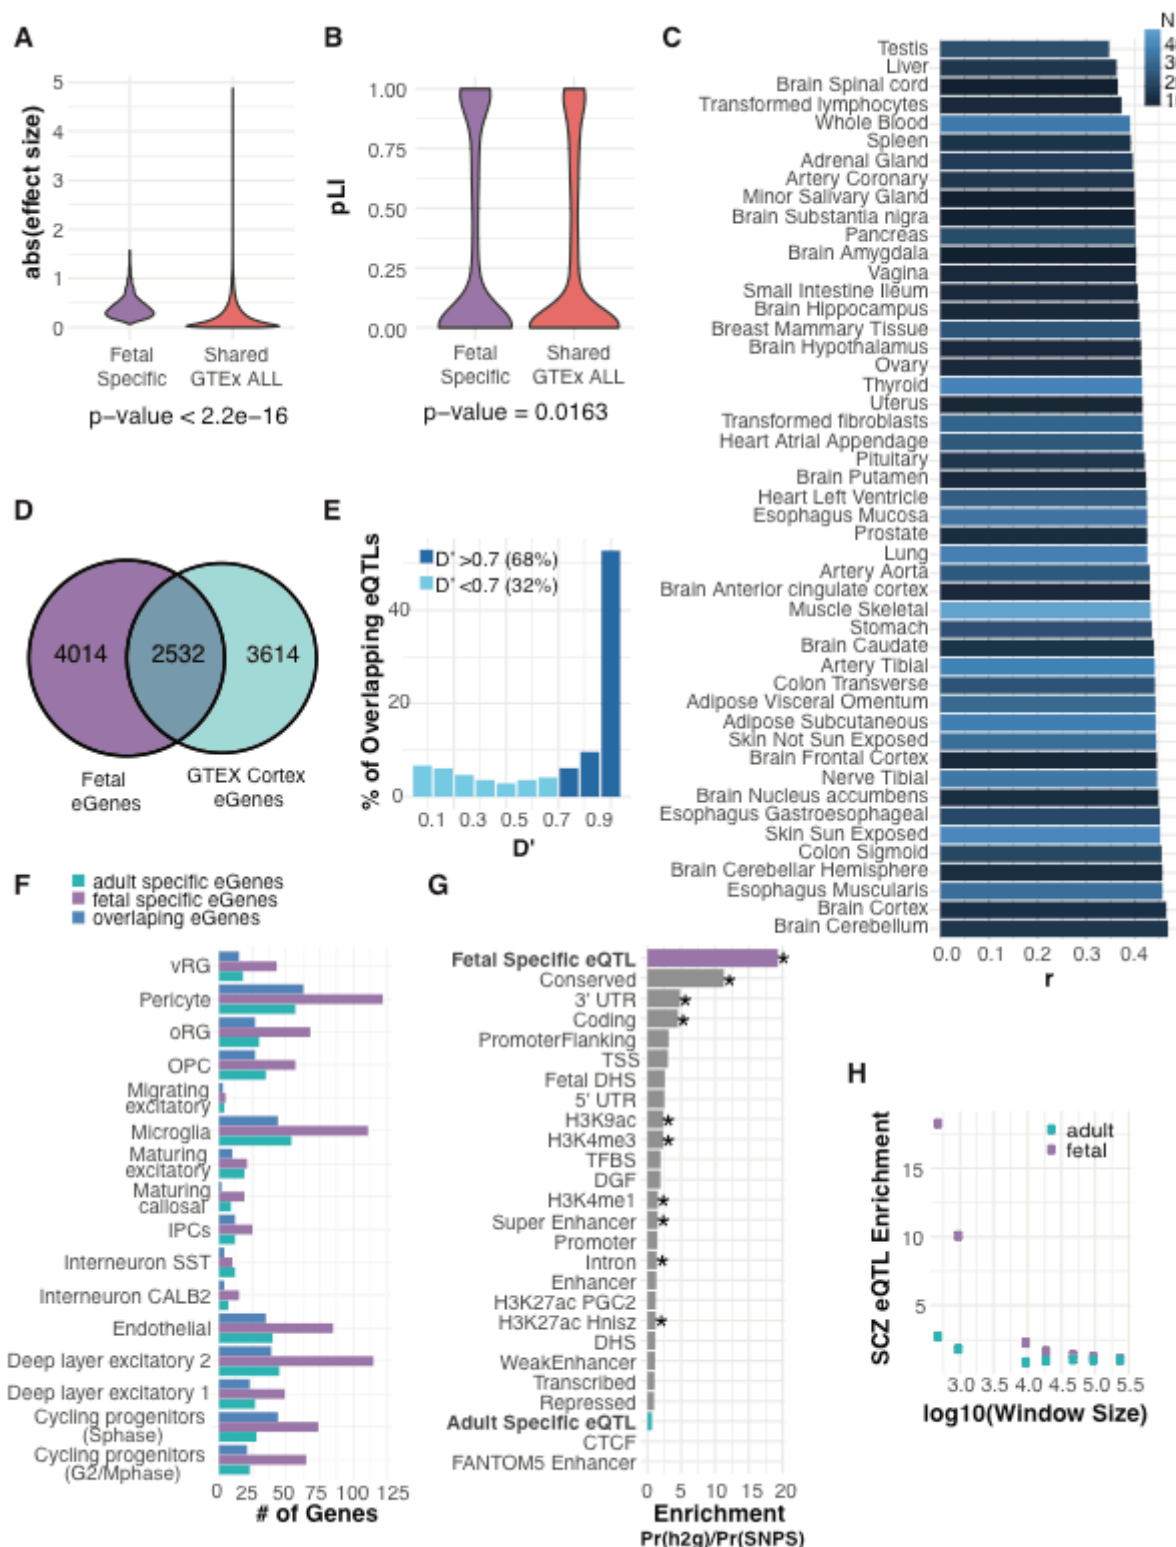 A
abs(effect size)
5
4
3
2
1
0
Fetal
Specific
Shared
GTEx ALL
p-value < 2.2e-16
B
pLI
1.00
0.75
0.50
0.25
0.00
Fetal
Specific
Shared
GTEx ALL
p-value = 0.0163
C
N
Testis
Liver
Brain Spinal cord
Transformed lymphocytes
Whole Blood
Spleen
Adrenal Gland
Artery Coronary
Minor Salivary Gland
Brain Substantia nigra
Pancreas
Brain Amygdala
Vagina
Small Intestine Ileum
Brain Hippocampus
Breast Mammary Tissue
Brain Hypothalamus
Ovary
Thyroid
Uterus
Transformed fibroblasts
Heart Atrial Appendage
Pituitary
Brain Putamen
Heart Left Ventricle
Esophagus Mucosa
Prostate
Lung
Artery Aorta
Brain Anterior cingulate cortex
Muscle Skeletal
Stomach
Brain Caudate
Artery Tibial
Colon Transverse
Adipose Visceral Omentum
Adipose Subcutaneous
Skin Not Sun Exposed
Brain Frontal Cortex
Nerve Tibial
Brain Nucleus accumbens
Esophagus Gastroesophageal
Skin Sun Exposed
Colon Sigmoid
Brain Cerebellar Hemisphere
Esophagus Muscularis
Brain Cortex
Brain Cerebellum
0.0 0.1 0.2 0.3 0.4
r
D
4014
2532
3614
Fetal
eGenes
GTEX Cortex
eGenes
E
% of Overlapping eQTLs
D' >0.7 (68%)
D' <0.7 (32%)
40
20
0
0.1 0.3 0.5 0.7 0.9
D'
F
adult specific eGenes
fetal specific eGenes
overlaping eGenes
vRG
Pericyte
oRG
OPC
Migrating
excitatory
Microglia
Maturing
excitatory
Maturing
callosal
IPCs
Interneuron SST
Interneuron CALB2
Endothelial
Deep layer excitatory 2
Deep layer excitatory 1
Cycling progenitors
(Sphase)
Cycling progenitors
(G2/Mphase)
0 25 50 75 100 125
# of Genes
G
Fetal Specific eQTL *
Conserved *
3' UTR *
Coding *
PromoterFlanking
TSS
Fetal DHS
5' UTR
H3K9ac *
H3K4me3 *
TFBS
DGF
H3K4me1 *
Super Enhancer *
Promoter
Intron *
Enhancer
H3K27ac PGC2
H3K27ac Hnisz *
DHS
WeakEnhancer
Transcribed
Repressed
Adult Specific eQTL
CTCF
FANTOM5 Enhancer
0 5 10 15 20
Enrichment
Pr(h2g)/Pr(SNPS)
H
SCZ eQTL Enrichment
adult
fetal
15
10
5
3.0 3.5 4.0 4.5 5.0 5.5
log10(Window Size)